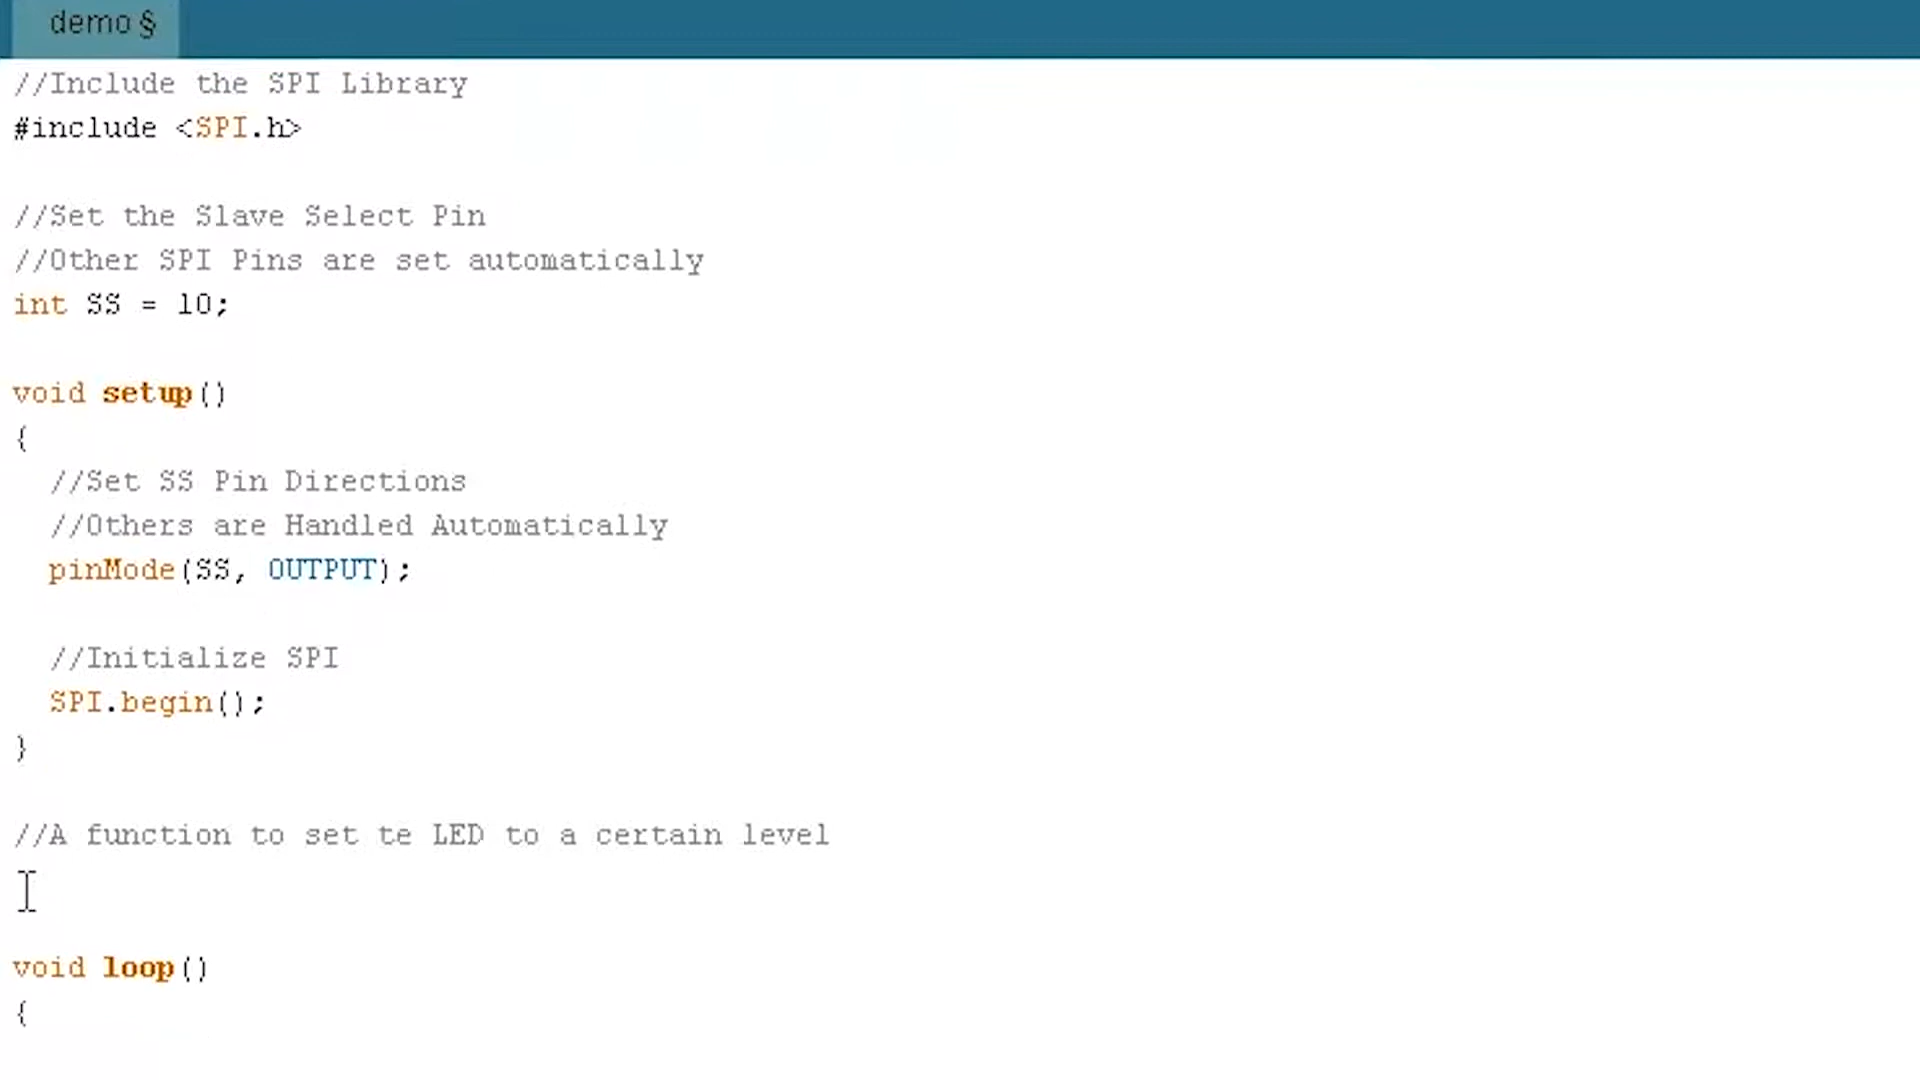 demo §
//Include the SPI Library
#include <SPI.h>
//Set the Slave Select Pin
//Other SPI Pins are set automatically
int SS = 10;
void setup()
{
//Set SS Pin Directions
//Others are Handled Automatically
pinMode(SS, OUTPUT);
//Initialize SPI
SPI.begin();
}
//A function to set te LED to a certain level
void loop()
{